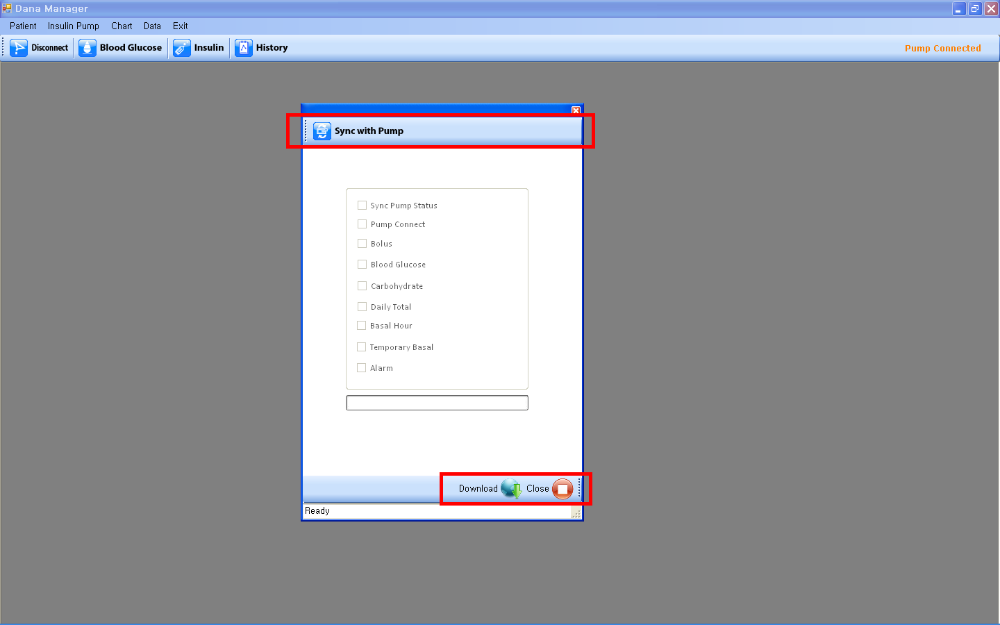 Dana Manager
Patient Insulin Pump Chart Data Exit
Disconnect Blood Glucose Insulin History Pump Connected
Sync with Pump
Sync Pump Status
Pump Connect
Bolus
Blood Glucose
Carbohydrate
Daily Total
Basal Hour
Temporary Basal
Alarm
Download Close
Ready